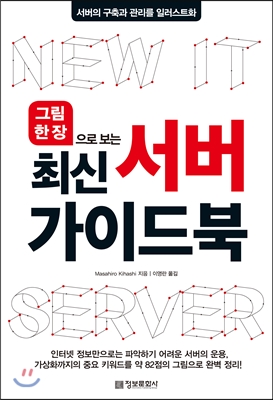 서버의 구축과 관리를 일러스트화
NEW IT
그림
한 장
으로 보는
최신 서버
가이드북
Masahiro Kihashi 지음 | 이영란 옮김
SERVER
인터넷 정보만으로는 파악하기 어려운 서버의 운용,
가상화까지의 중요 키워드를 약 82점의 그림으로 완벽 정리!
정보문화사